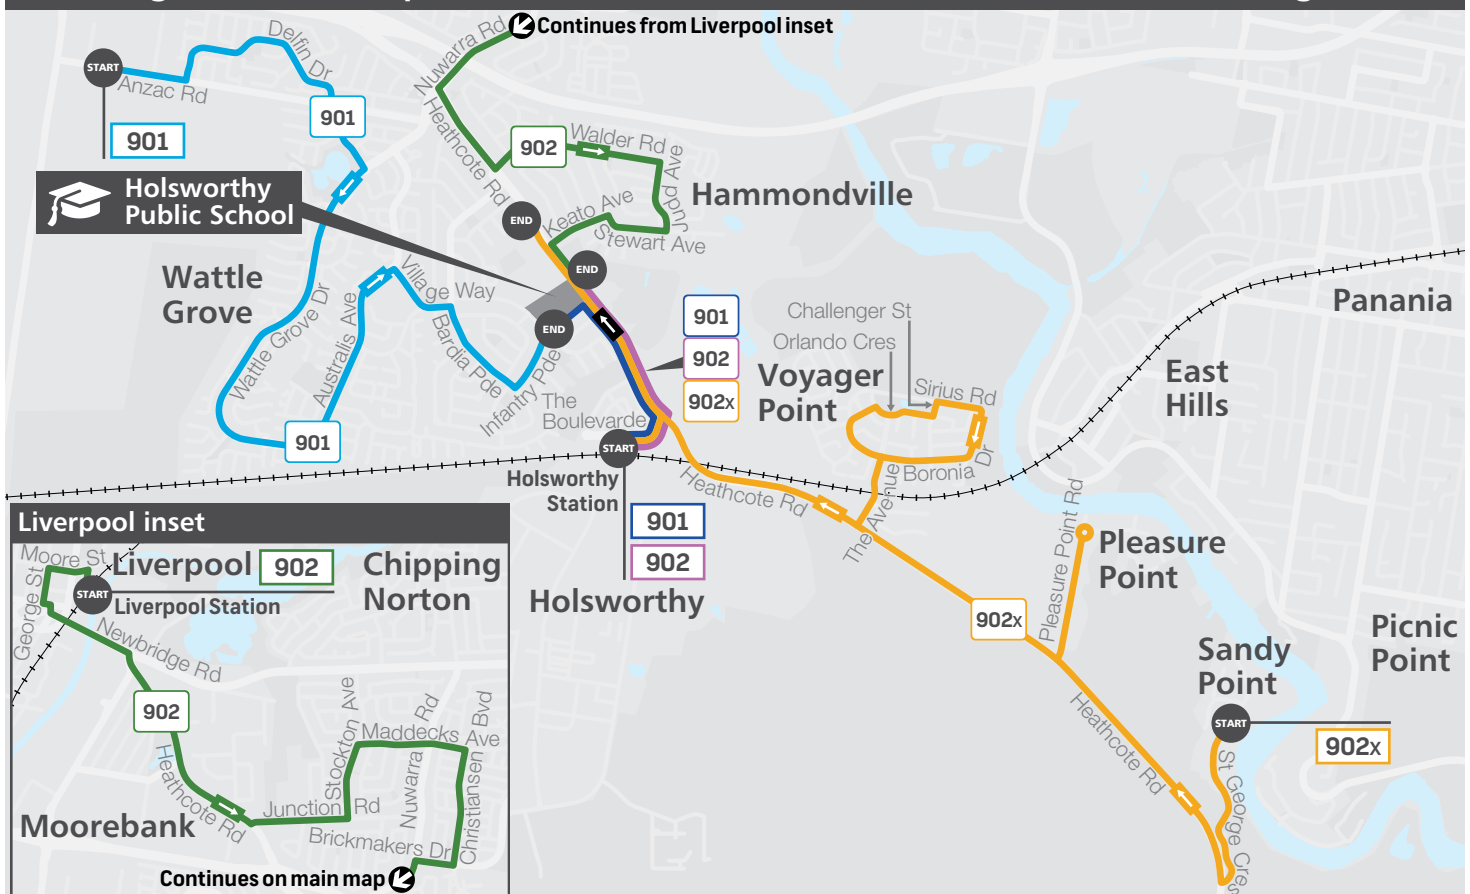 Continues from Liverpool inset
Nuwarra Rd
Delfin Dr
START
Anzac Rd
901
901
Heathcote Rd
902
Walder Rd
Judd Ave
Holsworthy
Public School
Hammondville
END
Keato Ave
Stewart Ave
Wattle
Grove
END
Village Way
Wattle Grove Dr
Australis Ave
Bardia Pde
END
Infantry Pde
901
901
902
902x
The
Boulevarde
START
Holsworthy
Station
901
902
Holsworthy
Challenger St
Orlando Cres
Voyager
Point
Sirius Rd
Boronia Dr
The Avenue
Heathcote Rd
Panania
East
Hills
Pleasure Point Rd
Pleasure
Point
902x
Picnic
Point
Sandy
Point
START
902x
Heathcote Rd
St George Cres
Liverpool inset
Moore St
Liverpool
902
Chipping
Norton
START
Liverpool Station
George St
Newbridge Rd
902
Stockton Ave
Maddecks Ave
Nuwarra Rd
Christiansen Bvd
Heathcote Rd
Junction Rd
Moorebank
Brickmakers Dr
Continues on main map